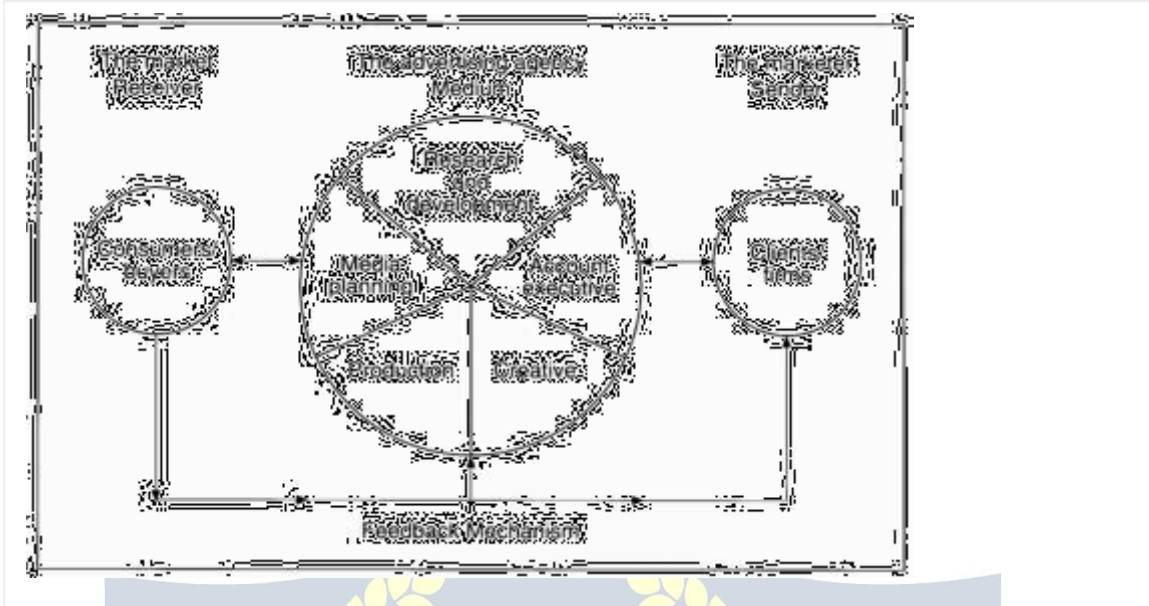 The market
Receiver
The advertising agency
Medium
The marketer
Sender
Research
and
development
Consumers/
buyers
Media
planning
Account
executive
Clients/
firms
Production
Creative
Feedback Mechanism